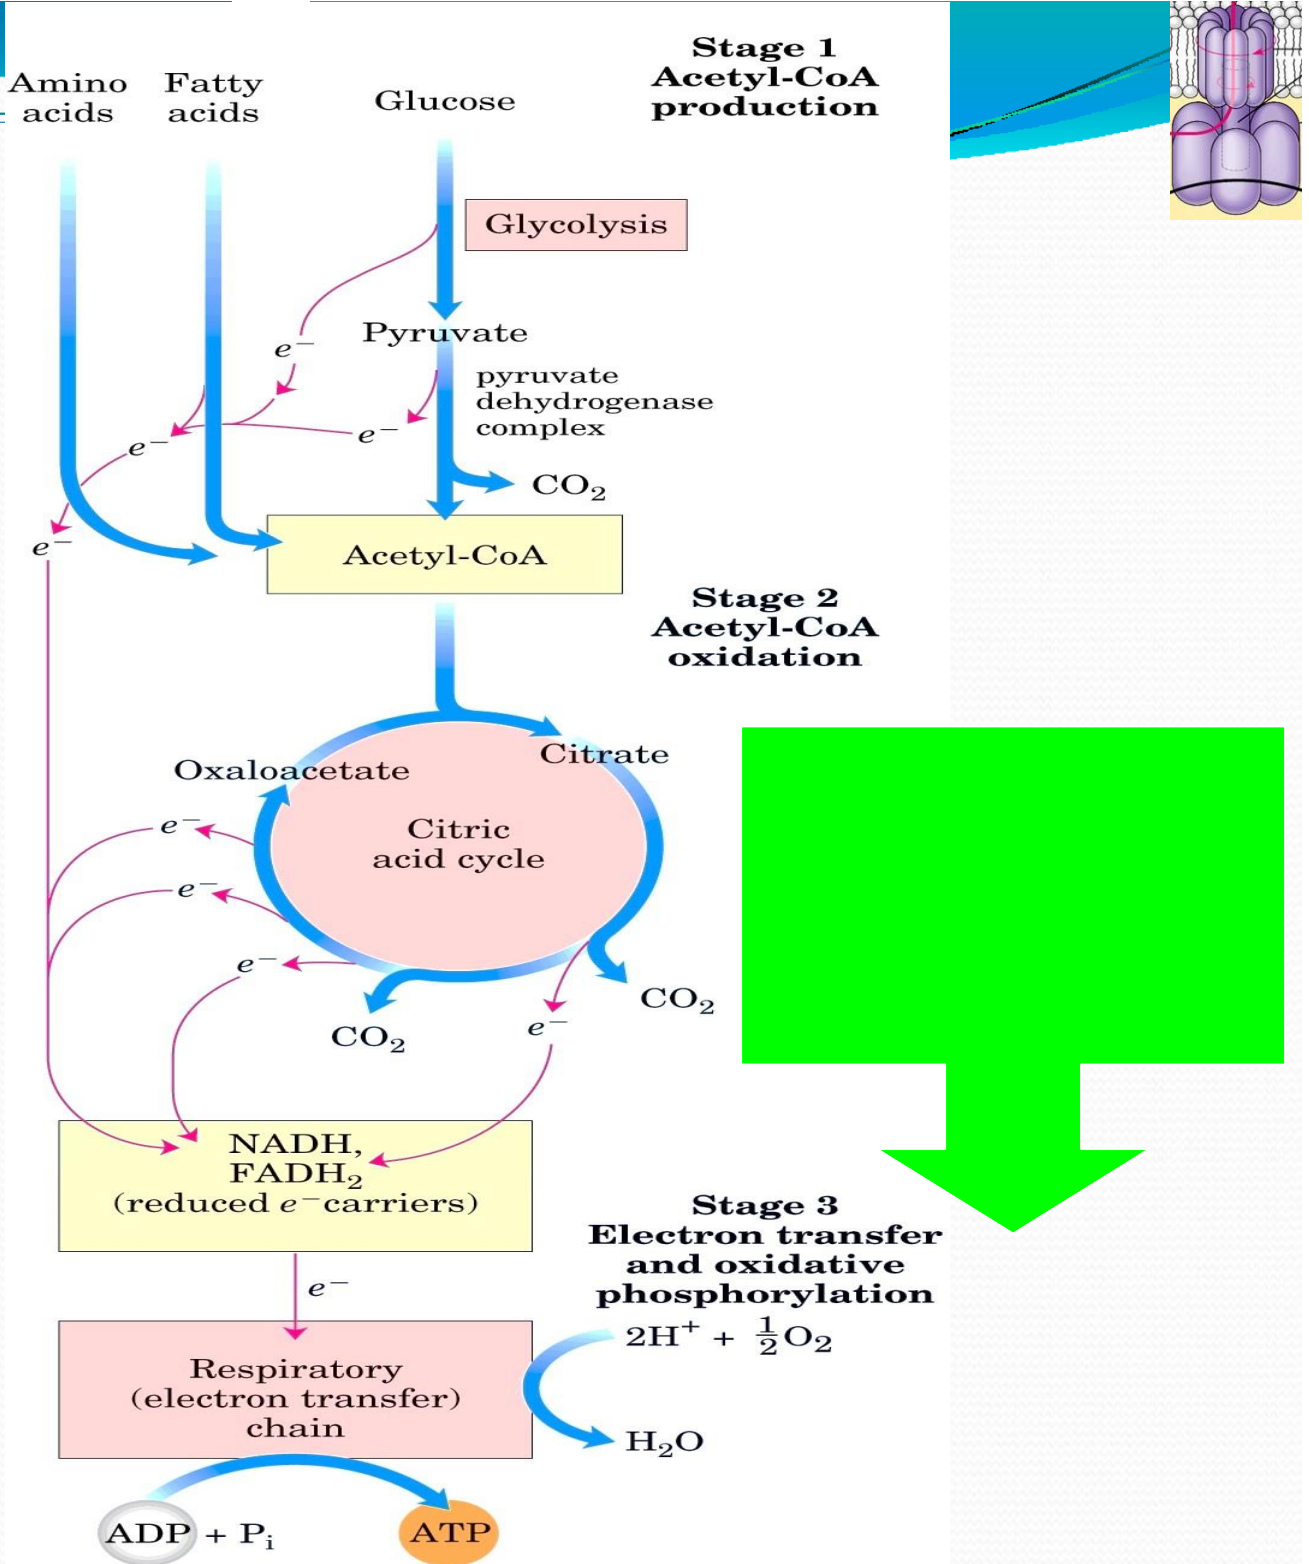 Stage 1
Acetyl-CoA
production
Amino
acids
Fatty
acids
Glucose
Glycolysis
e−
Pyruvate
pyruvate
dehydrogenase
complex
e−
e−
CO₂
e−
Acetyl-CoA
Stage 2
Acetyl-CoA
oxidation
Citrate
Oxaloacetate
e−
Citric
acid cycle
e−
e−
CO₂
e−
CO₂
NADH,
FADH₂
(reduced e− carriers)
Stage 3
Electron transfer
and oxidative
phosphorylation
e−
2H⁺ + ½O₂
Respiratory
(electron transfer)
chain
H₂O
ADP + Pᵢ
ATP